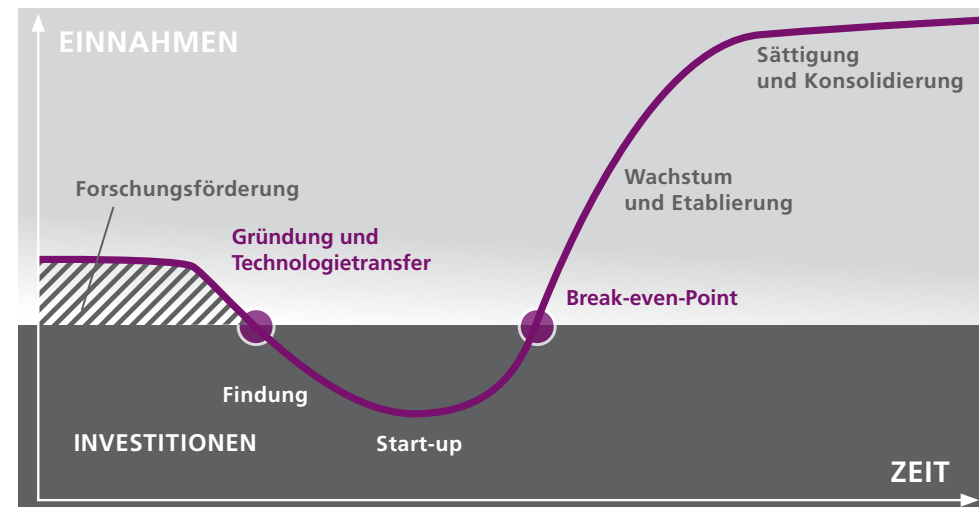 EINNAHMEN
Sättigung
und Konsolidierung
Wachstum
und Etablierung
Forschungsförderung
Gründung und
Technologietransfer
Break-even-Point
Findung
INVESTITIONEN
Start-up
ZEIT